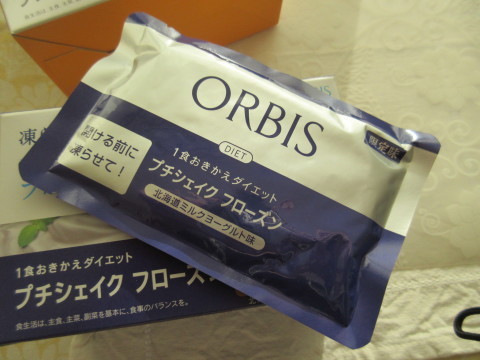 ORBIS
DIET
限定味
開ける前に
凍らせて！
1食おきかえダイエット
プチシェイク フローズン
北海道ミルクヨーグルト味
凍
1食おきかえダイエット
プチシェイク フローズ
食生活は、主食、主菜、副菜を基本に、食事のバランスを。